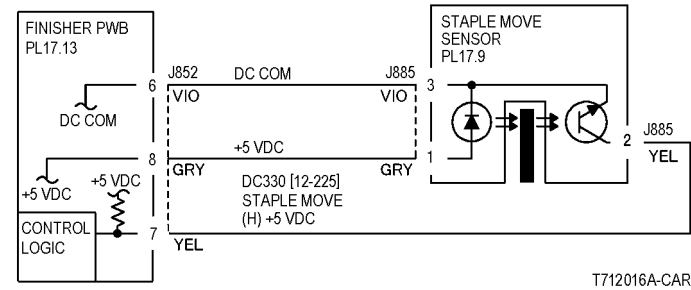 FINISHER PWB
PL17.13
STAPLE MOVE
SENSOR
PL17.9
6
J852
DC COM
J885
3
VIO
VIO
DC COM
2
J885
YEL
8
+5 VDC
1
GRY
GRY
+5 VDC
+5 VDC
DC330 [12-225]
STAPLE MOVE
(H) +5 VDC
CONTROL
LOGIC
7
YEL
T712016A-CAR